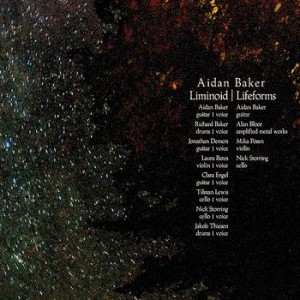 Aidan Baker
Liminoid | Lifeforms
Aidan Baker
guitar | voice
Richard Baker
drums | voice
Jonathan Demers
guitar | voice
Laura Bates
violin | voice
Clara Engel
guitar | voice
Tilman Lewis
cello | voice
Nick Storring
cello | voice
Jakob Thiesen
drums | voice
Aidan Baker
guitar
Alan Bloor
amplified metal works
Mika Posen
violin
Nick Storring
cello